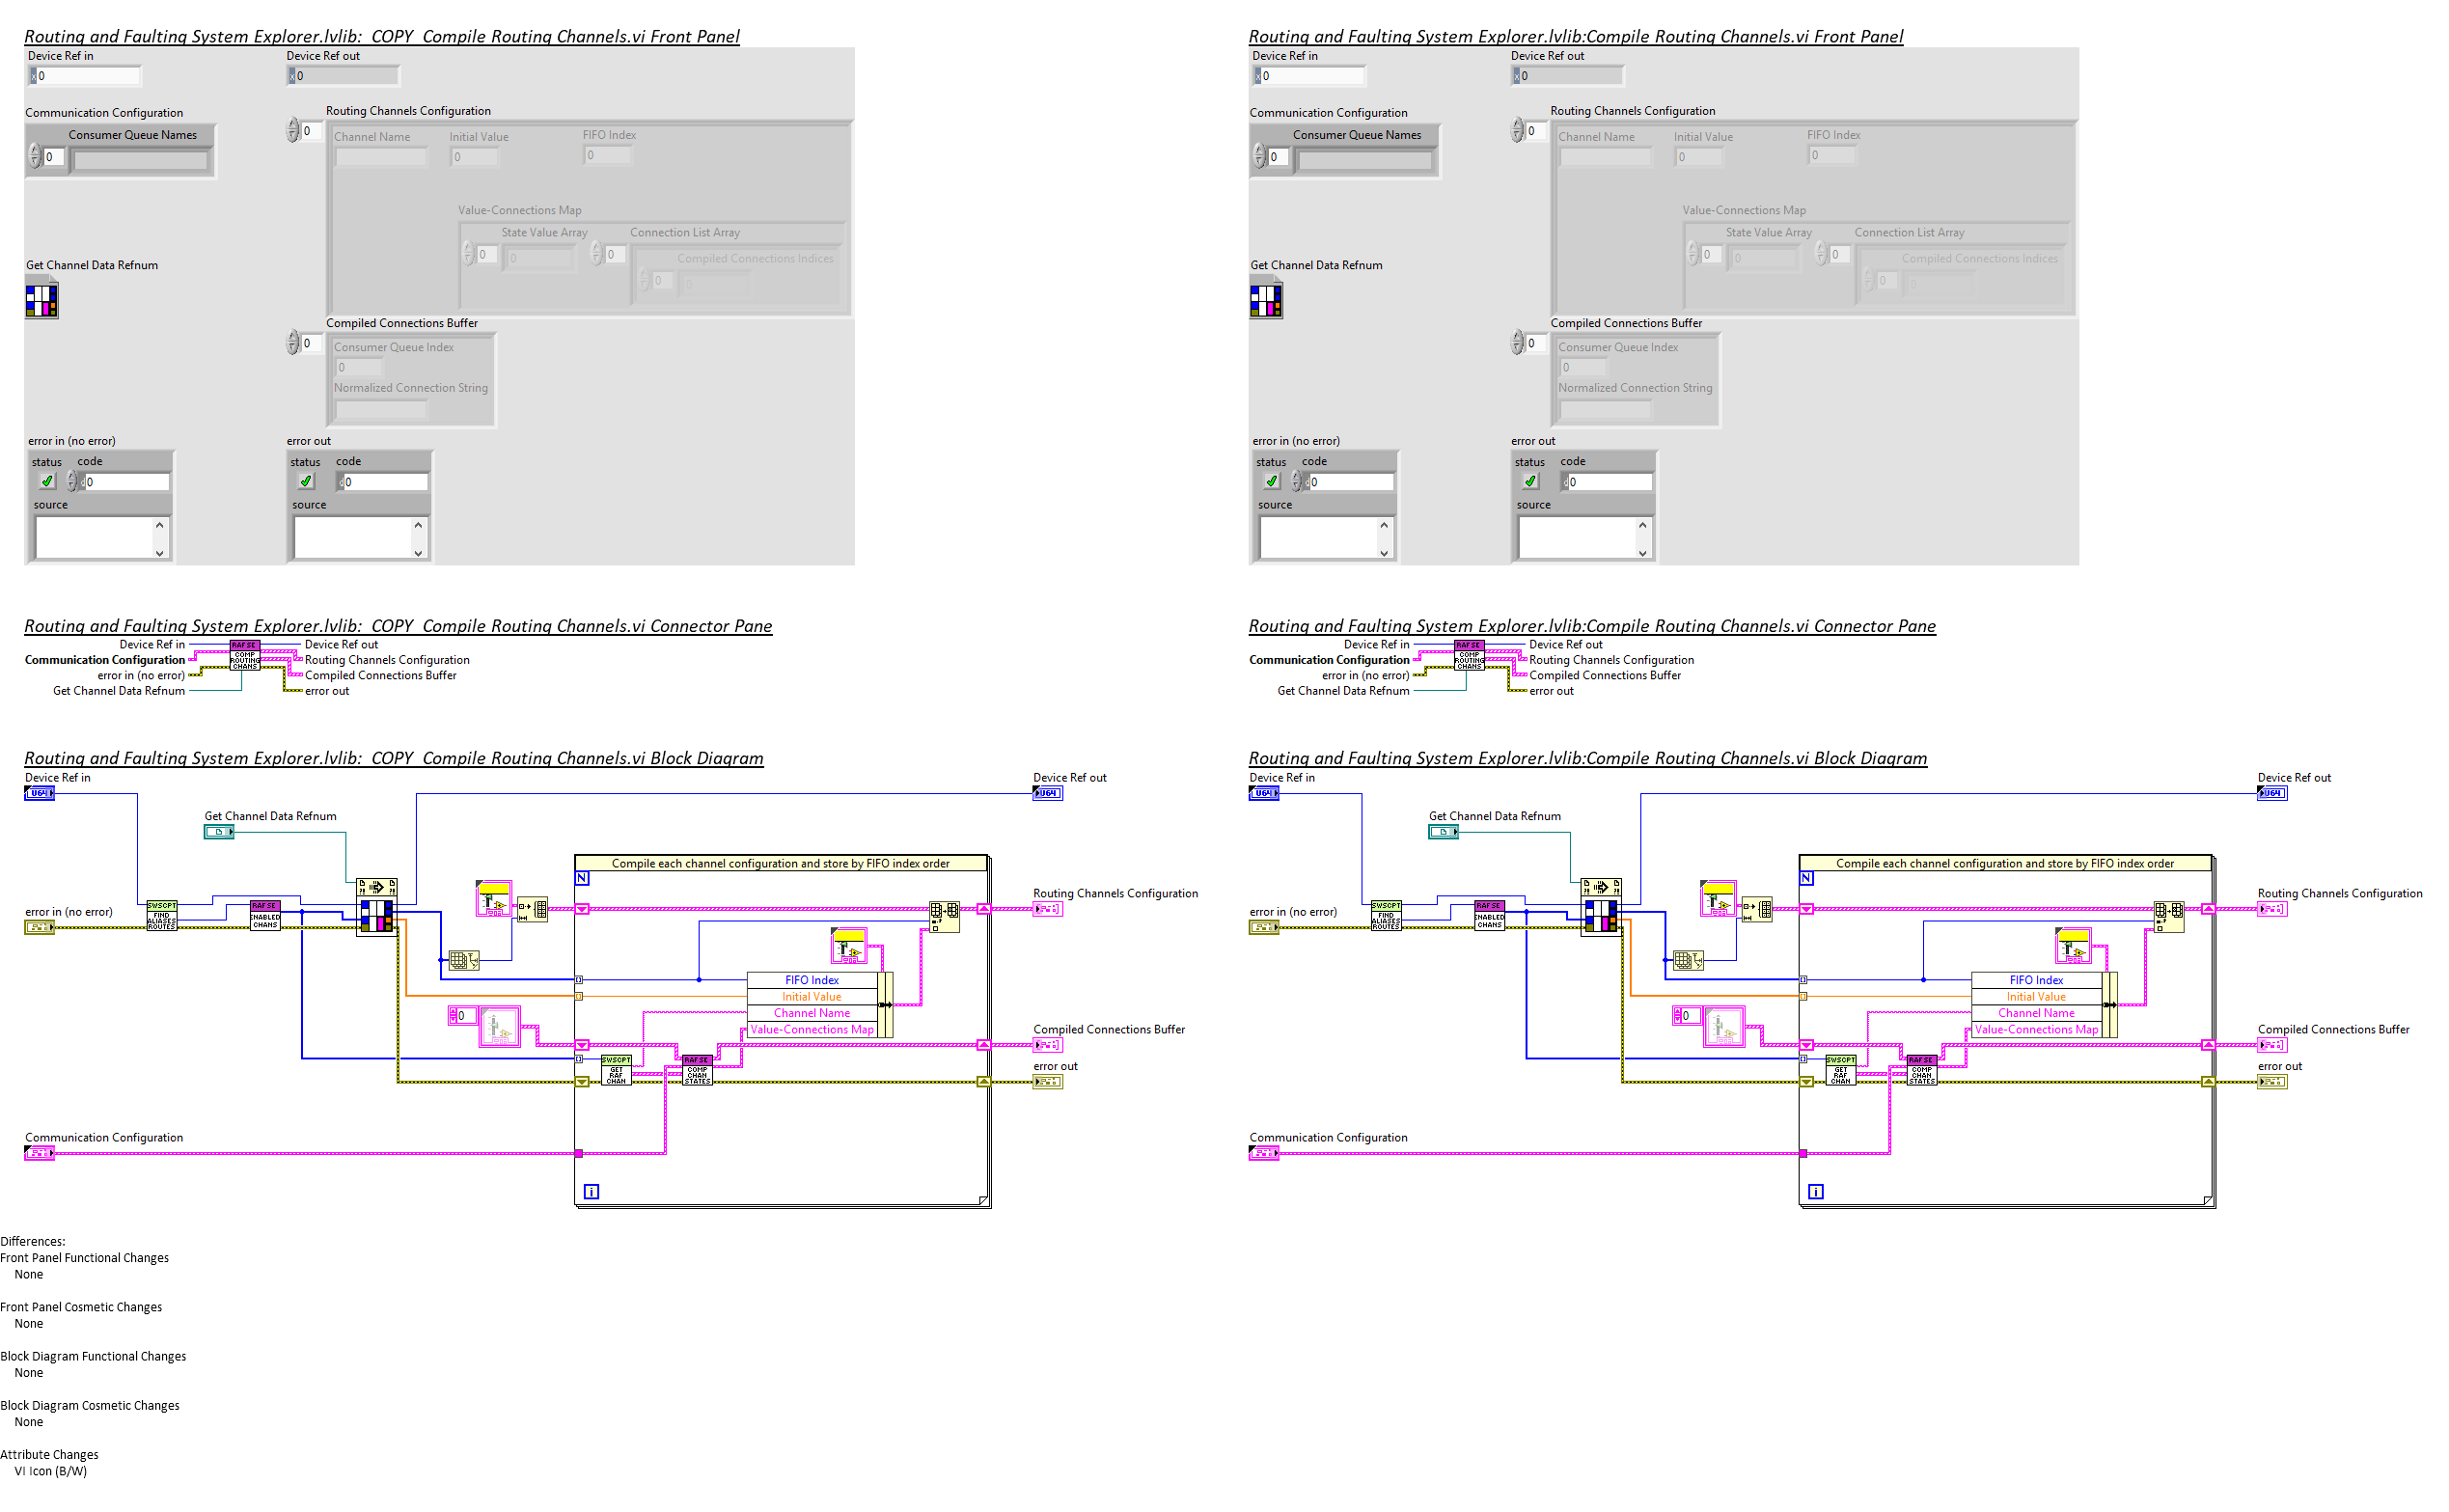 Routing and Faulting System Explorer.lvlib:  COPY  Compile Routing Channels.vi Front Panel
Device Ref in
Device Ref out
x 0
x 0
Communication Configuration
Consumer Queue Names
0
Routing Channels Configuration
0
Channel Name
Initial Value
FIFO Index
0
0
Value-Connections Map
State Value Array
Connection List Array
0
0
0
Compiled Connections Indices
0
0
Get Channel Data Refnum
Compiled Connections Buffer
0
Consumer Queue Index
0
Normalized Connection String
error in (no error)
error out
status
code
status
code
d 0
d 0
source
source
Routing and Faulting System Explorer.lvlib:Compile Routing Channels.vi Front Panel
Device Ref in
Device Ref out
x 0
x 0
Communication Configuration
Consumer Queue Names
0
Routing Channels Configuration
0
Channel Name
Initial Value
FIFO Index
0
0
Value-Connections Map
State Value Array
Connection List Array
0
0
0
Compiled Connections Indices
0
0
Get Channel Data Refnum
Compiled Connections Buffer
0
Consumer Queue Index
0
Normalized Connection String
error in (no error)
error out
status
code
status
code
d 0
d 0
source
source
Routing and Faulting System Explorer.lvlib:  COPY  Compile Routing Channels.vi Connector Pane
Device Ref in
Communication Configuration
error in (no error)
Get Channel Data Refnum
RAF SE
COMP
ROUTING
CHANS
Device Ref out
Routing Channels Configuration
Compiled Connections Buffer
error out
Routing and Faulting System Explorer.lvlib:Compile Routing Channels.vi Connector Pane
Device Ref in
Communication Configuration
error in (no error)
Get Channel Data Refnum
RAF SE
COMP
ROUTING
CHANS
Device Ref out
Routing Channels Configuration
Compiled Connections Buffer
error out
Routing and Faulting System Explorer.lvlib:  COPY  Compile Routing Channels.vi Block Diagram
Device Ref in
U64
Device Ref out
U64
Get Channel Data Refnum
Compile each channel configuration and store by FIFO index order
N
Routing Channels Configuration
error in (no error)
SWSCPT
FIND
ALIASES
ROUTES
RAF SE
ENABLED
CHANS
FIFO Index
Initial Value
Channel Name
Value-Connections Map
0
Compiled Connections Buffer
SWSCPT
GET
RAF
CHAN
RAF SE
COMP
CHAN
STATES
error out
Communication Configuration
i
Routing and Faulting System Explorer.lvlib:Compile Routing Channels.vi Block Diagram
Device Ref in
U64
Device Ref out
U64
Get Channel Data Refnum
Compile each channel configuration and store by FIFO index order
N
Routing Channels Configuration
error in (no error)
SWSCPT
FIND
ALIASES
ROUTES
RAF SE
ENABLED
CHANS
FIFO Index
Initial Value
Channel Name
Value-Connections Map
0
Compiled Connections Buffer
SWSCPT
GET
RAF
CHAN
RAF SE
COMP
CHAN
STATES
error out
Communication Configuration
i
Differences:
Front Panel Functional Changes
None
Front Panel Cosmetic Changes
None
Block Diagram Functional Changes
None
Block Diagram Cosmetic Changes
None
Attribute Changes
VI Icon (B/W)